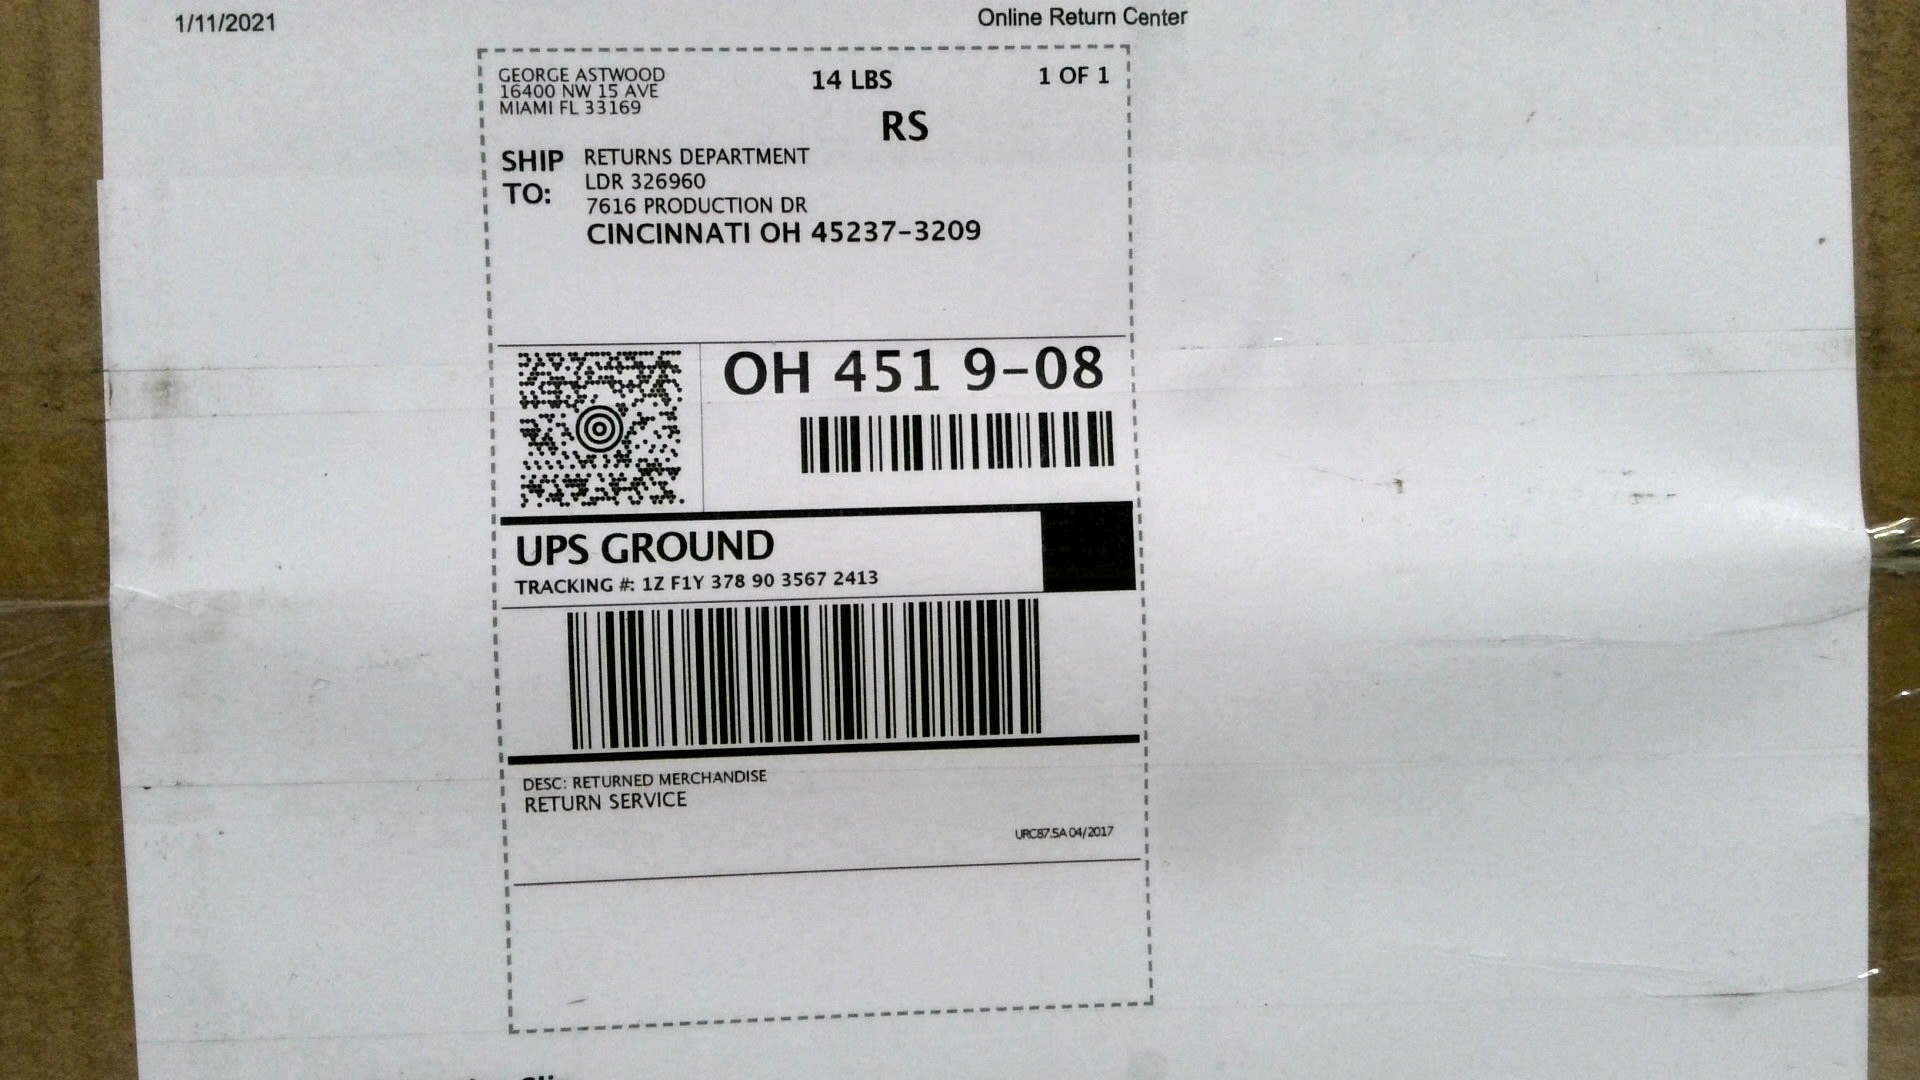 1/11/2021
Online Return Center
GEORGE ASTWOOD
16400 NW 15 AVE
MIAMI FL 33169
14 LBS
1 OF 1
RS
SHIP TO:
RETURNS DEPARTMENT
LDR 326960
7616 PRODUCTION DR
CINCINNATI OH 45237-3209
OH 451 9-08
UPS GROUND
TRACKING #: 1Z F1Y 378 90 3567 2413
DESC: RETURNED MERCHANDISE
RETURN SERVICE
URC87.5A 04/2017